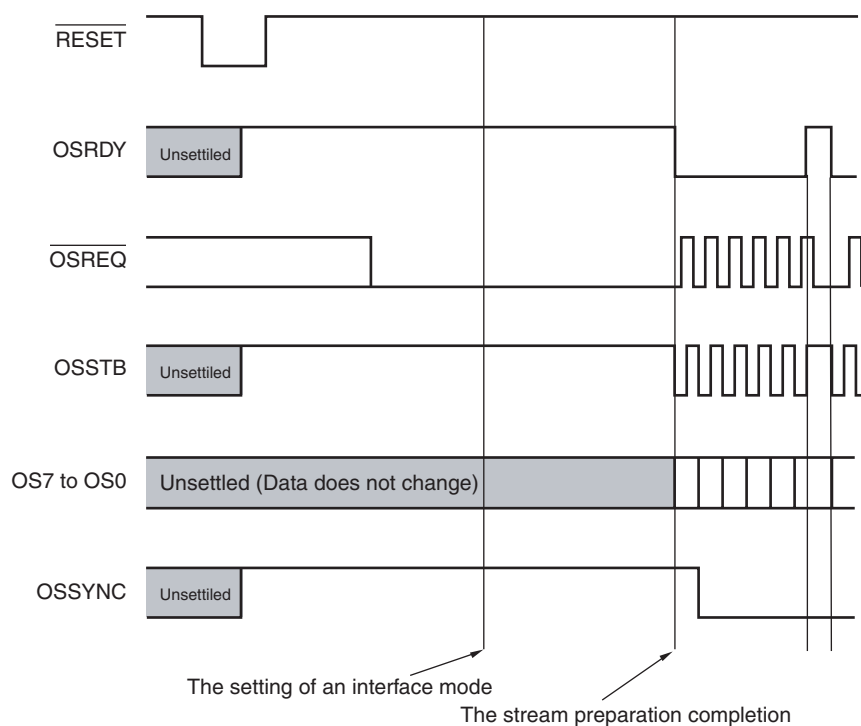 RESET
OSRDY
Unsettiled
OSREQ
OSSTB
Unsettiled
OS7 to OS0
Unsettled (Data does not change)
OSSYNC
Unsettiled
The setting of an interface mode
The stream preparation completion